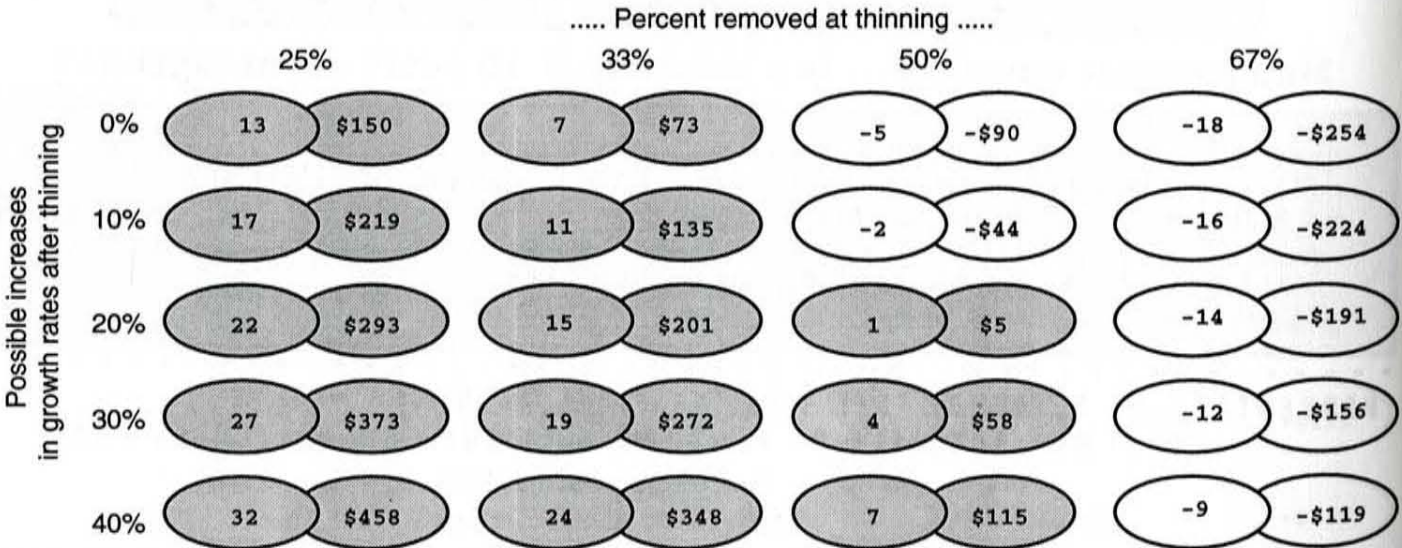 ..... Percent removed at thinning .....
25% 33% 50% 67%
Possible increases
in growth rates after thinning
0% 13 $150 7 $73 -5 -$90 -18 -$254
10% 17 $219 11 $135 -2 -$44 -16 -$224
20% 22 $293 15 $201 1 $5 -14 -$191
30% 27 $373 19 $272 4 $58 -12 -$156
40% 32 $458 24 $348 7 $115 -9 -$119